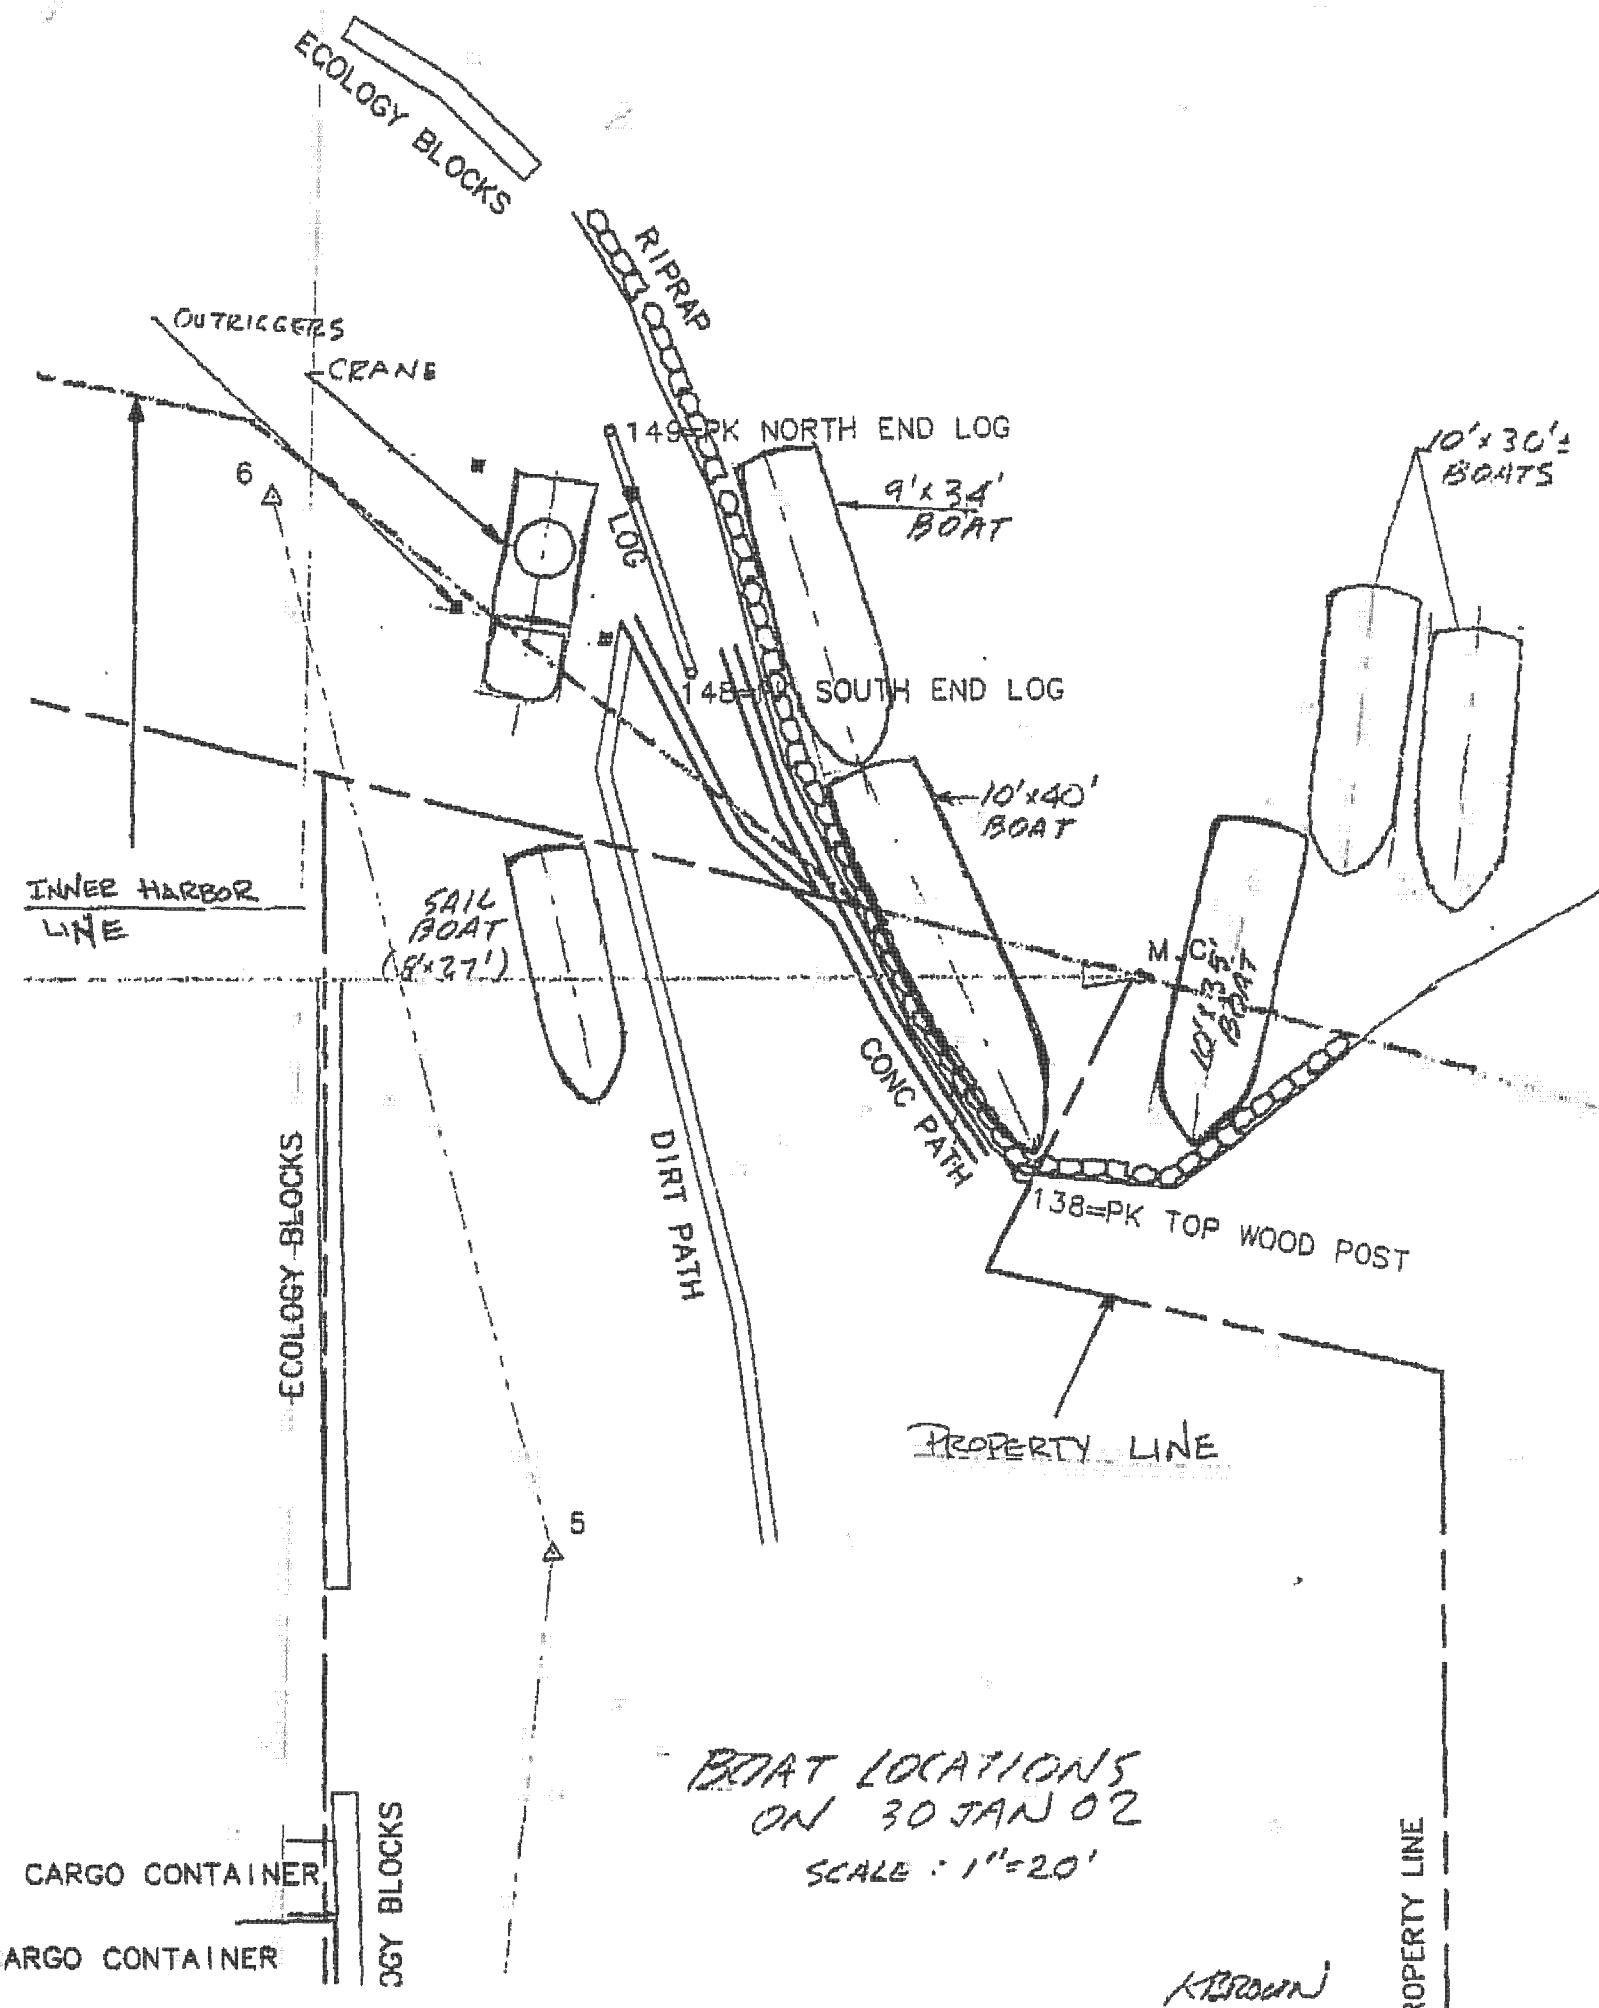 ECOLOGY BLOCKS
RIPRAP
OUTRIGGERS
CRANE
149=PK NORTH END LOG
10'x30'±
BOATS
6
9'x34'
BOAT
LOG
148=PK SOUTH END LOG
10'x40'
BOAT
INNER HARBOR
LINE
SAIL
BOAT
(8'x27')
M.C.
10'x35'
BOAT
CONC PATH
DIRT PATH
ECOLOGY BLOCKS
138=PK TOP WOOD POST
PROPERTY LINE
5
BOAT LOCATIONS
ON 30 JAN 02
SCALE : 1"=20'
CARGO CONTAINER
OGY BLOCKS
ARGO CONTAINER
ROPERTY LINE
KBROWN